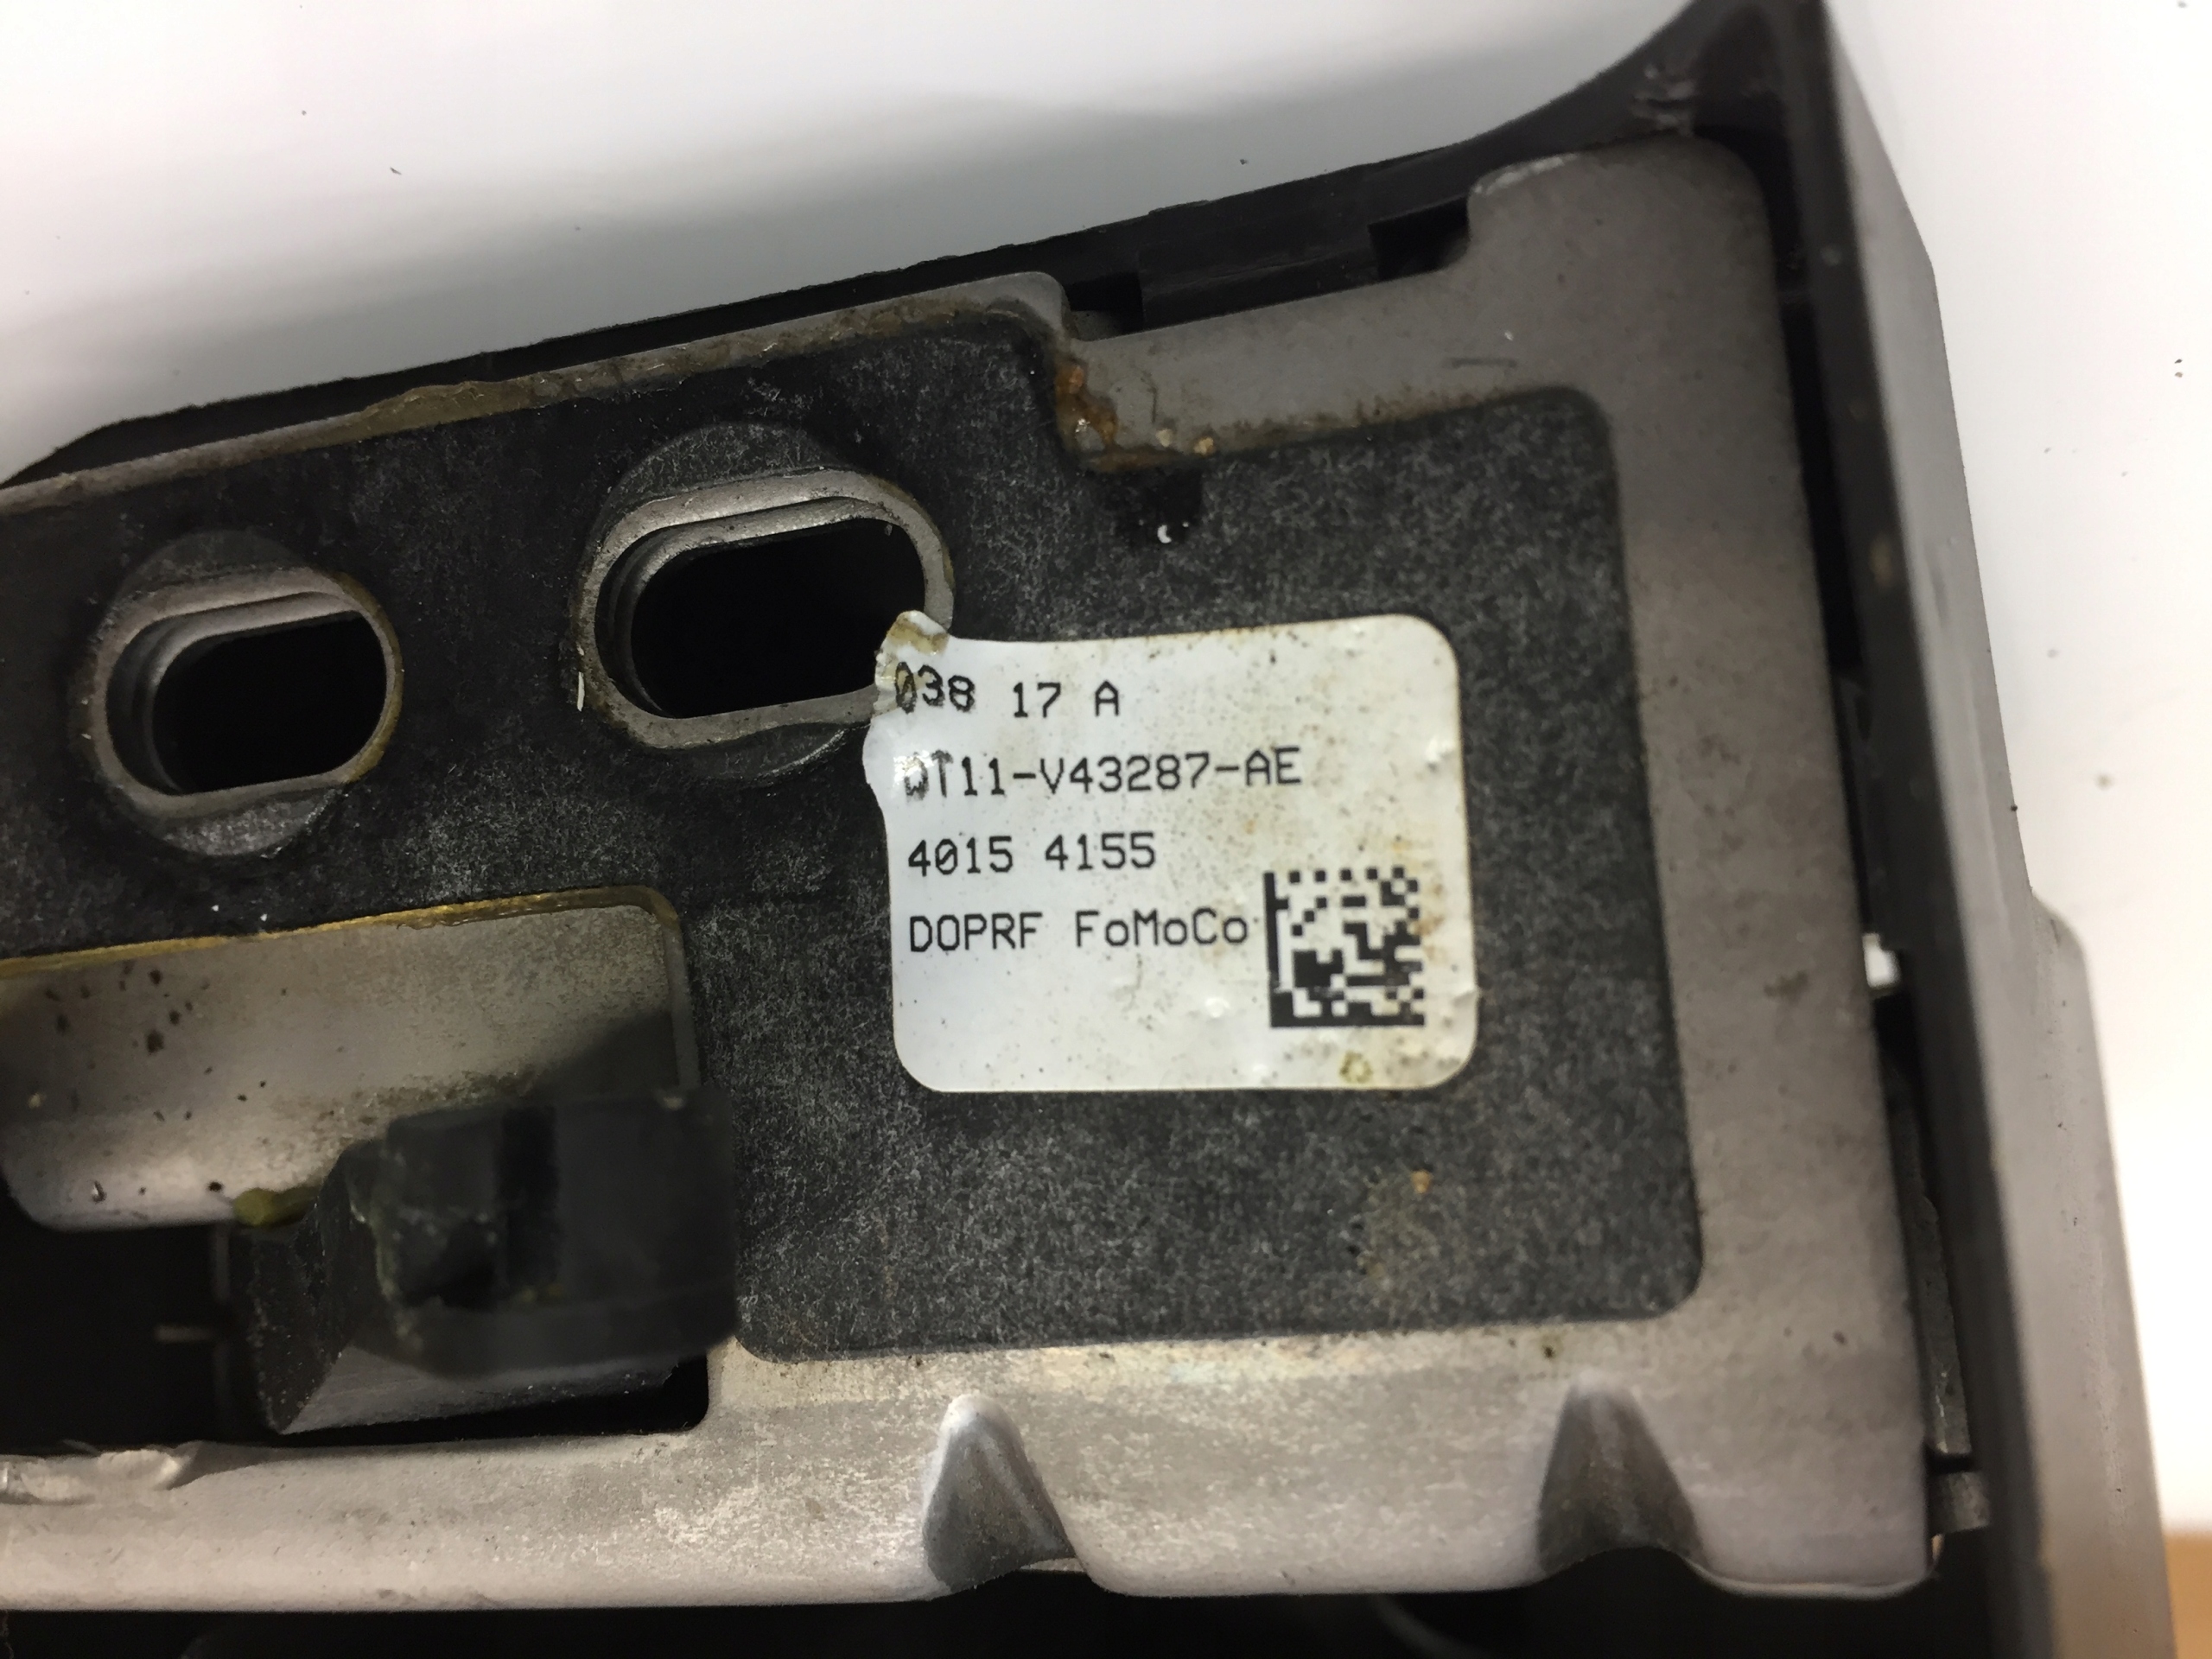 038 17 A
DT11-V43287-AE
4015 4155
DOPRF FoMoCo